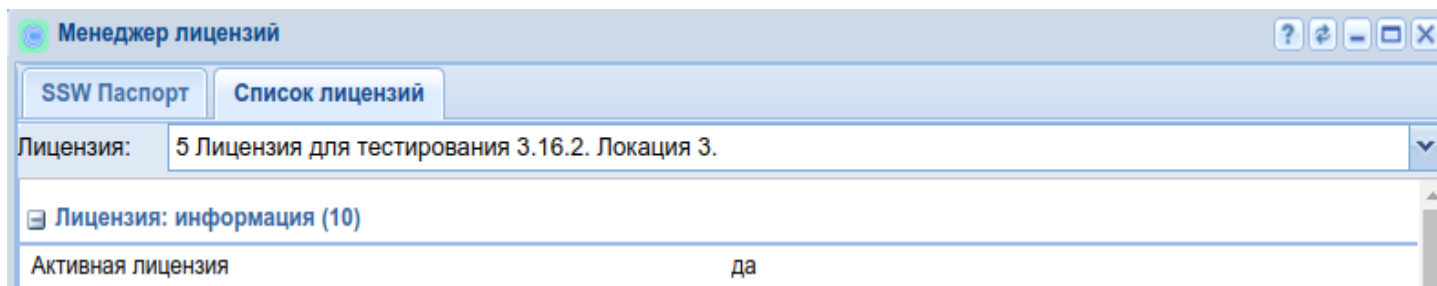 Менеджер лицензий
SSW Паспорт Список лицензий
Лицензия: 5 Лицензия для тестирования 3.16.2. Локация 3.
Лицензия: информация (10)
Активная лицензия да